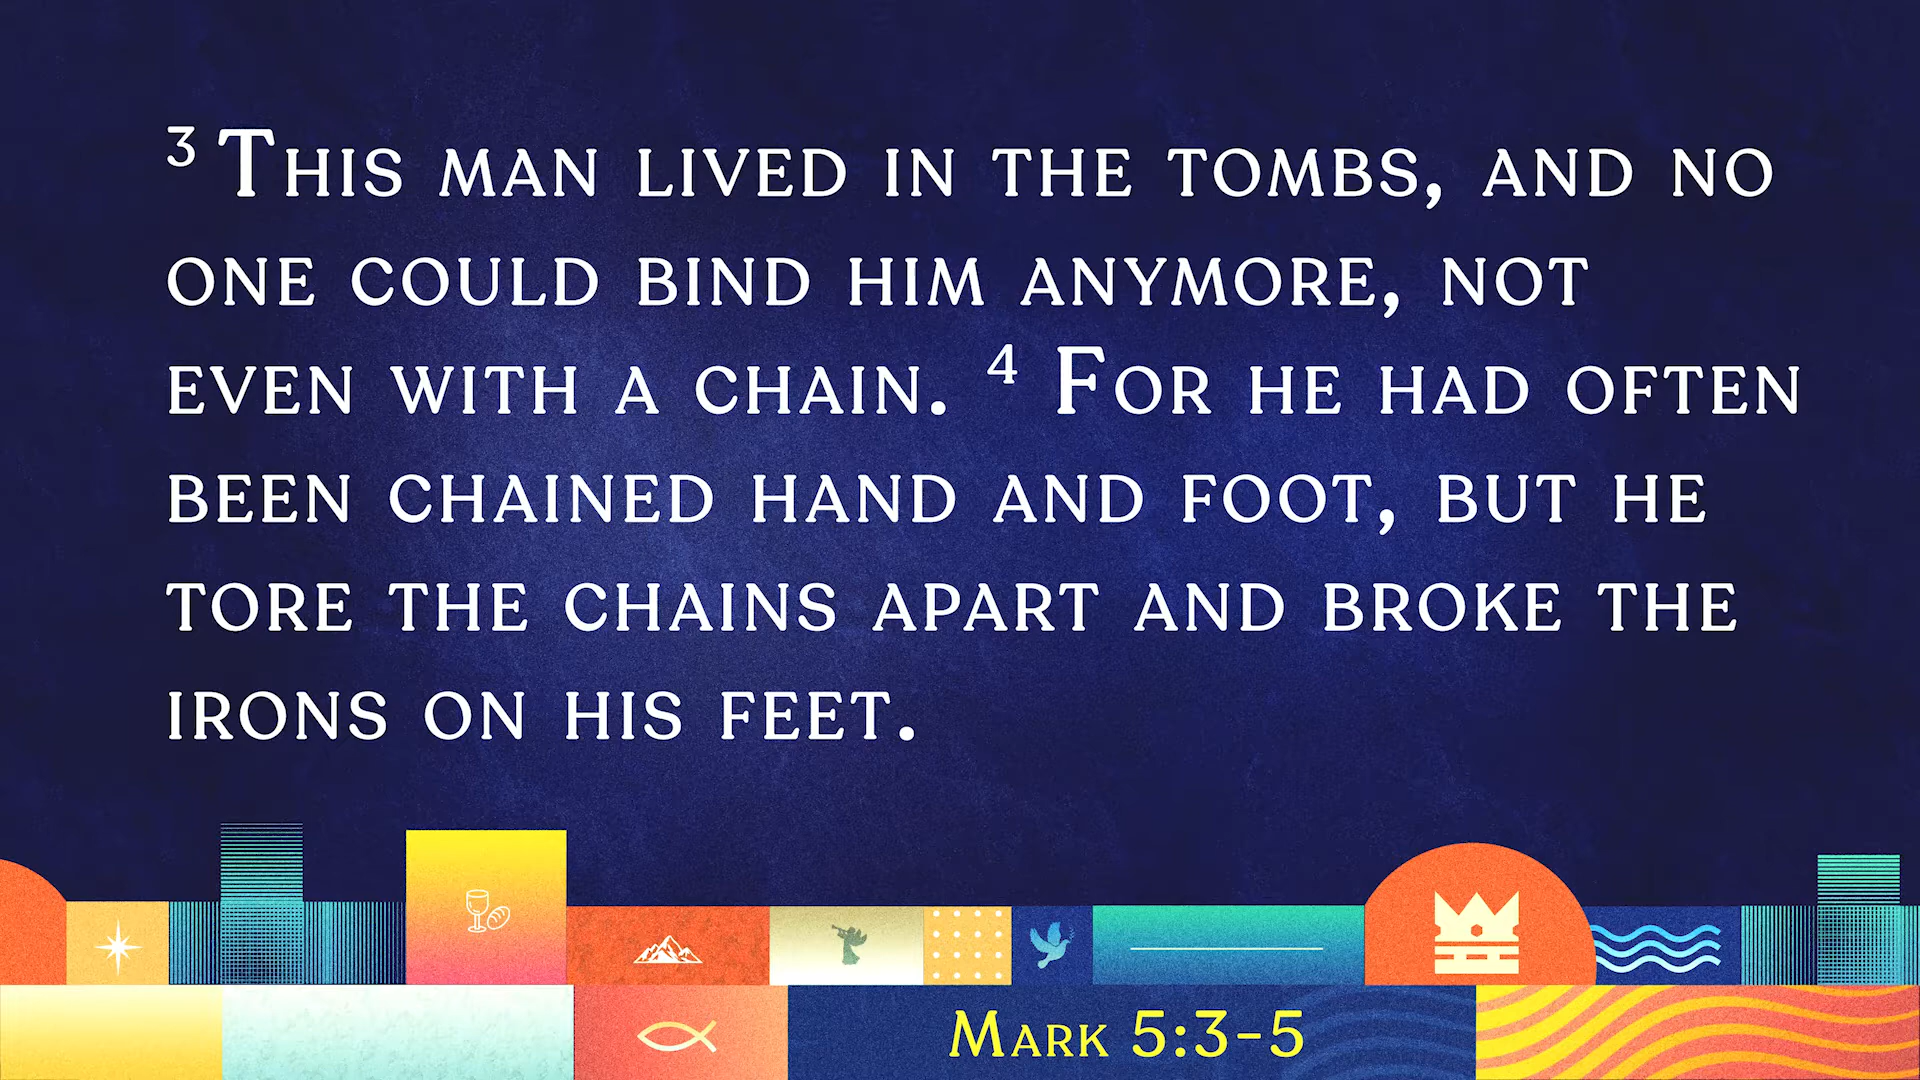 3 This man lived in the tombs, and no
one could bind him anymore, not
even with a chain. 4 For he had often
been chained hand and foot, but he
tore the chains apart and broke the
irons on his feet.
Mark 5:3-5